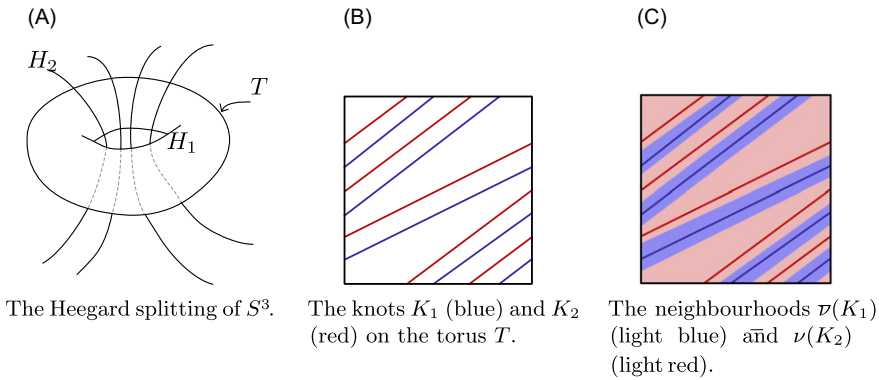 (A)
(B)
(C)
H₂
T
H₁
The Heegard splitting of S³.
The knots K₁ (blue) and K₂
(red) on the torus T.
The neighbourhoods ν̅(K₁)
(light blue) and ν̅(K₂)
(light red).